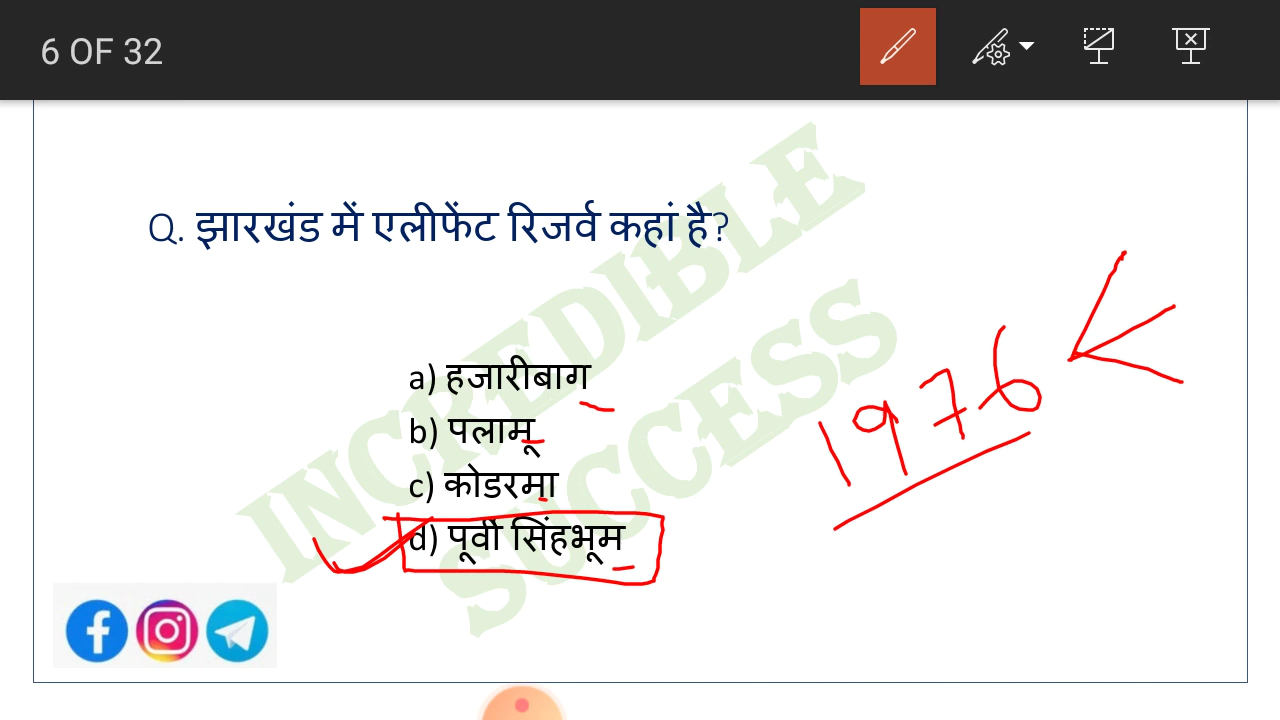 6 OF 32
Q. झारखंड में एलीफेंट रिजर्व कहां है?
a) हजारीबाग
b) पलामू
c) कोडरमा
d) पूर्वी सिंहभूम
1976
INCREDIBLE
SUCCESS